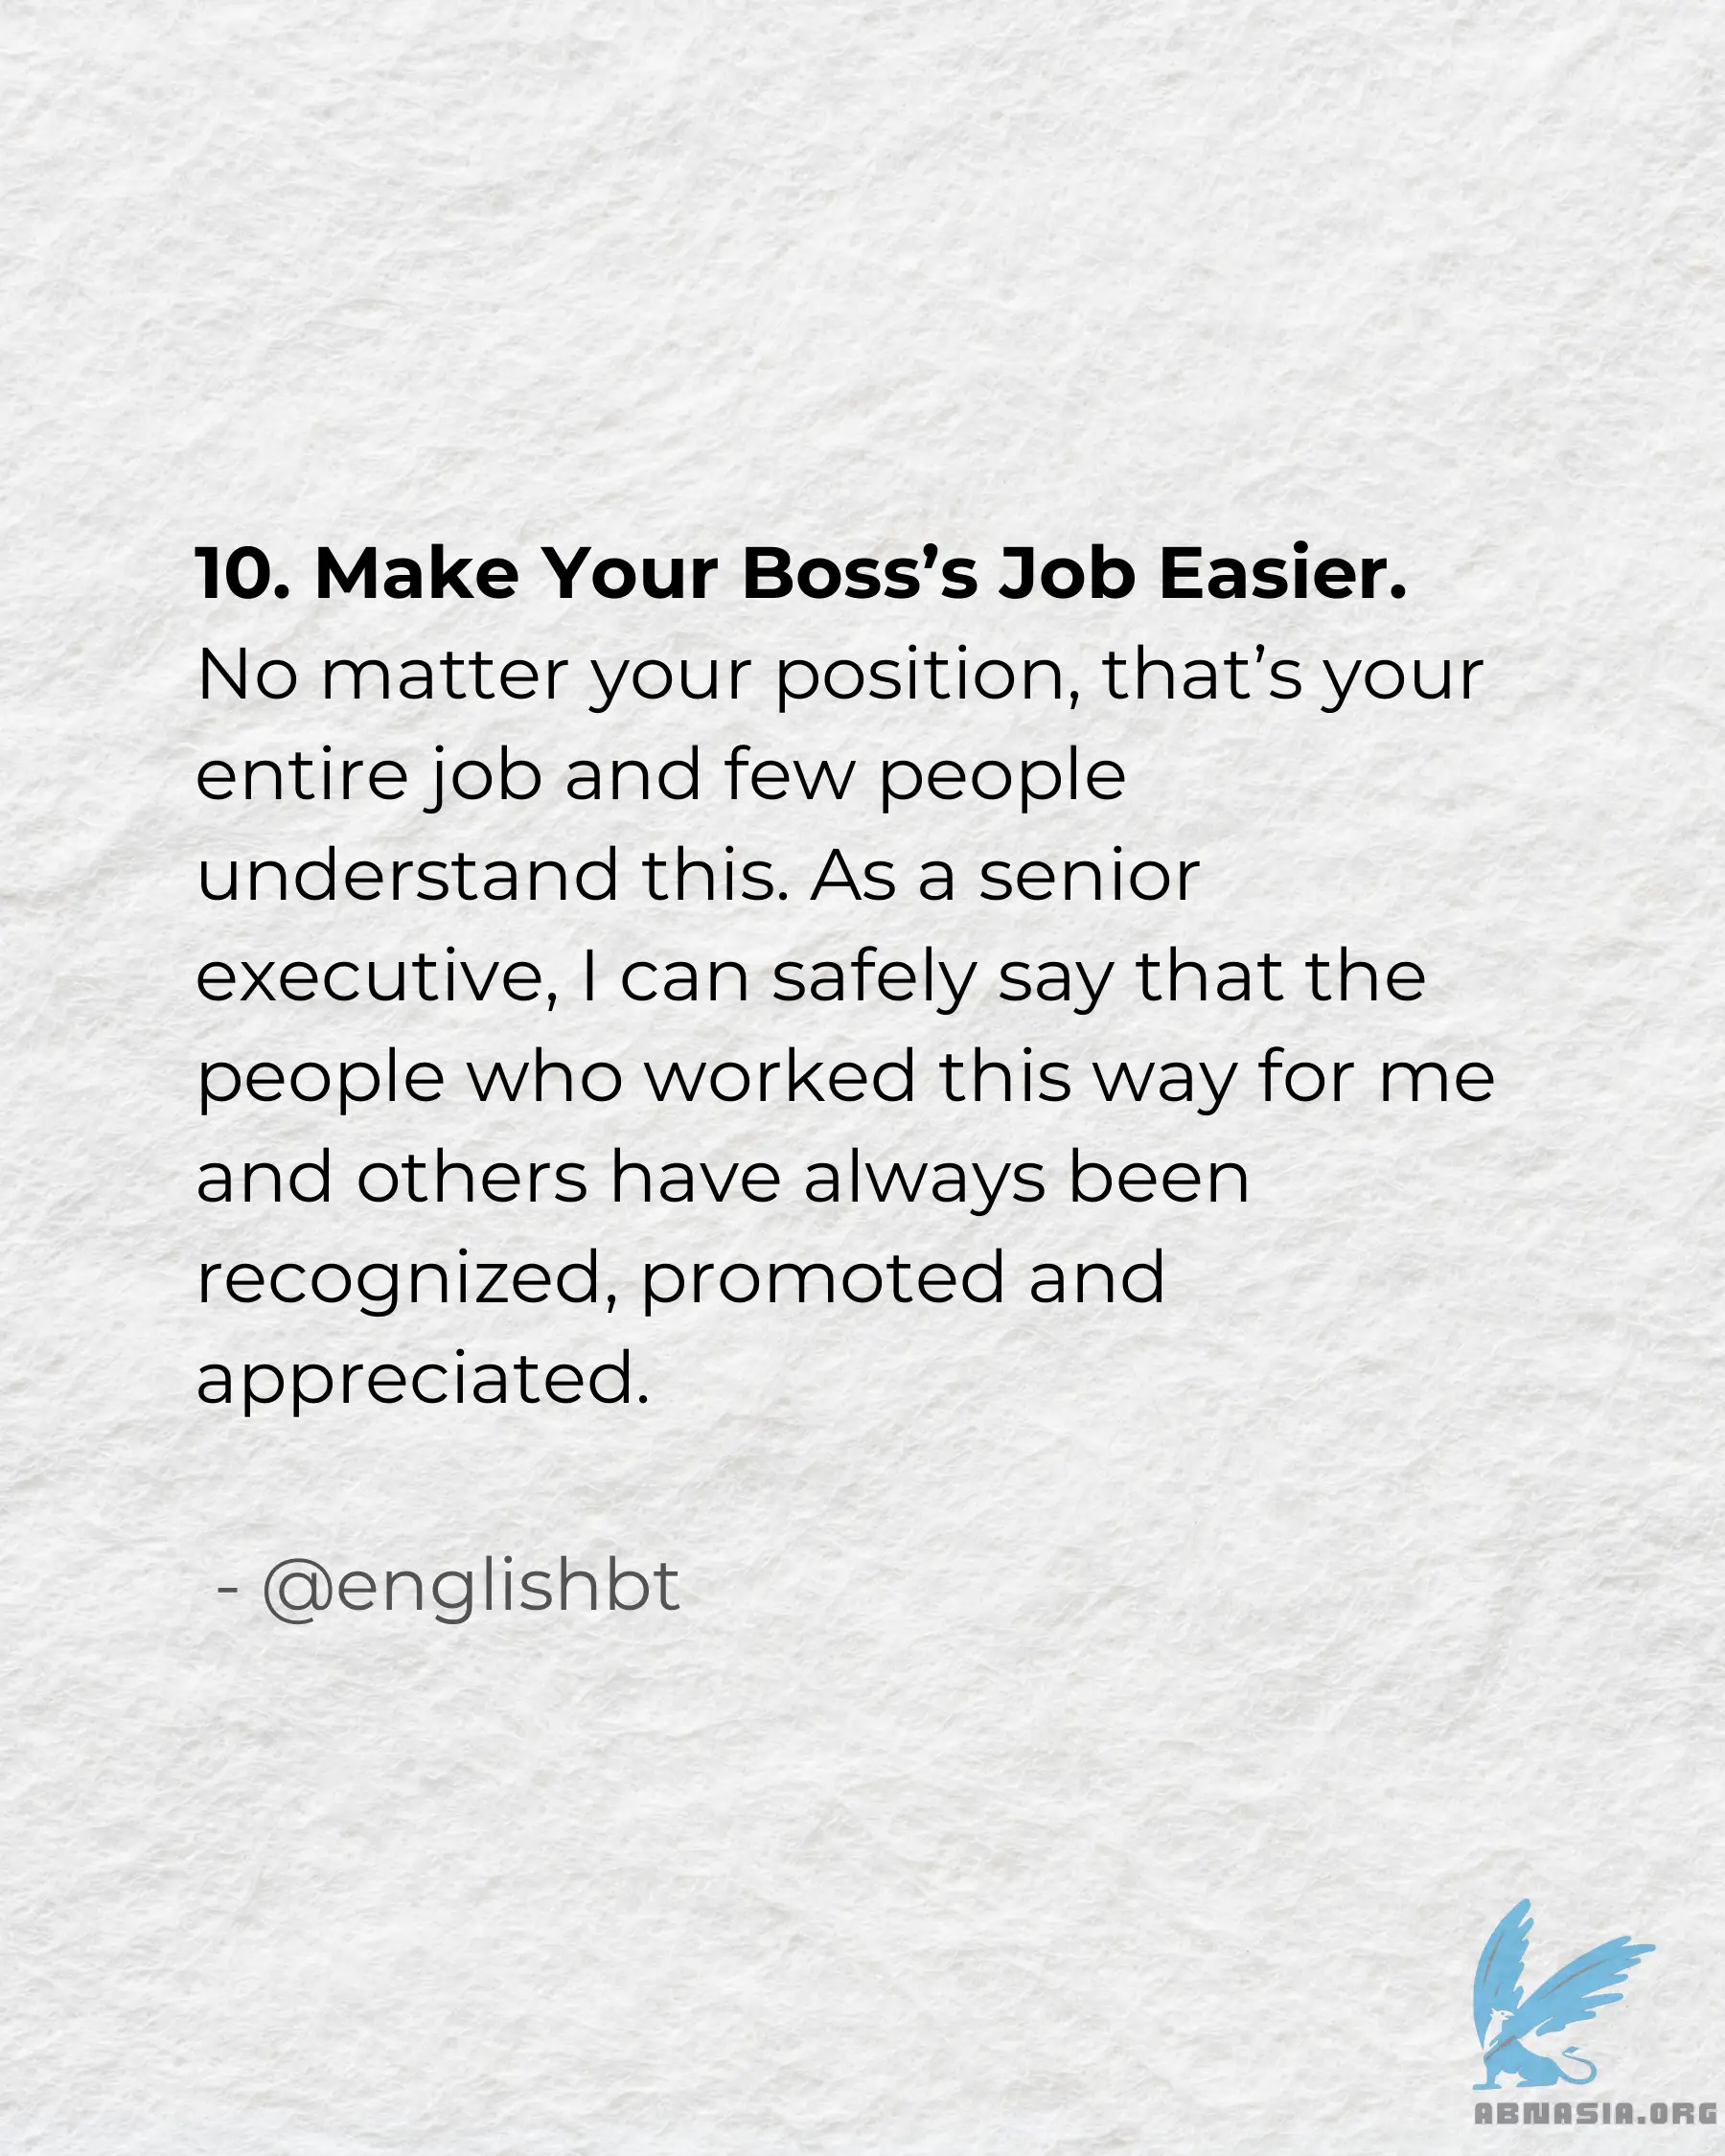 10. Make Your Boss’s Job Easier.
No matter your position, that’s your
entire job and few people
understand this. As a senior
executive, I can safely say that the
people who worked this way for me
and others have always been
recognized, promoted and
appreciated.
- @englishbt
ABNASIA.ORG